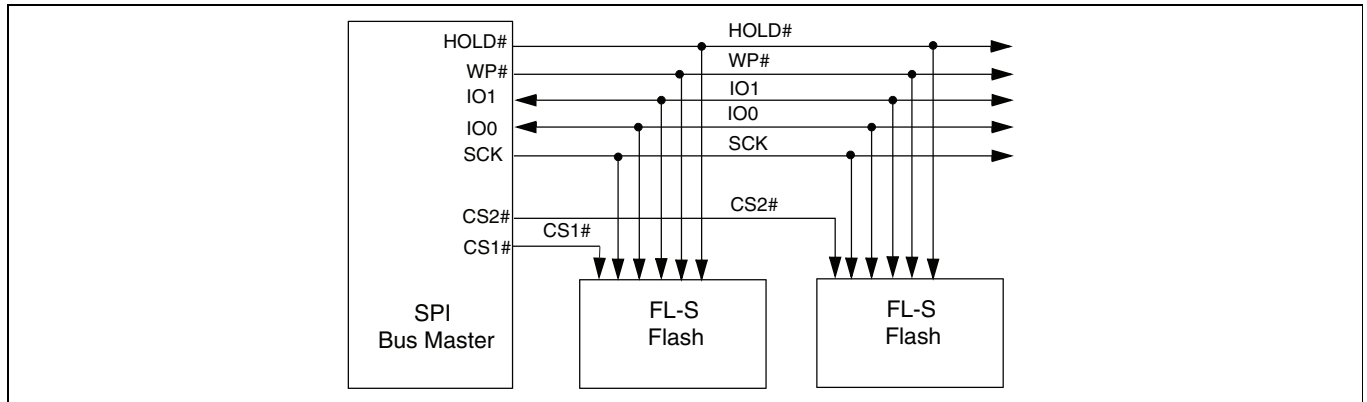 HOLD#
HOLD#
WP#
WP#
IO1
IO1
IO0
IO0
SCK
SCK
CS2#
CS2#
CS1#
CS1#
SPI
Bus Master
FL-S
Flash
FL-S
Flash